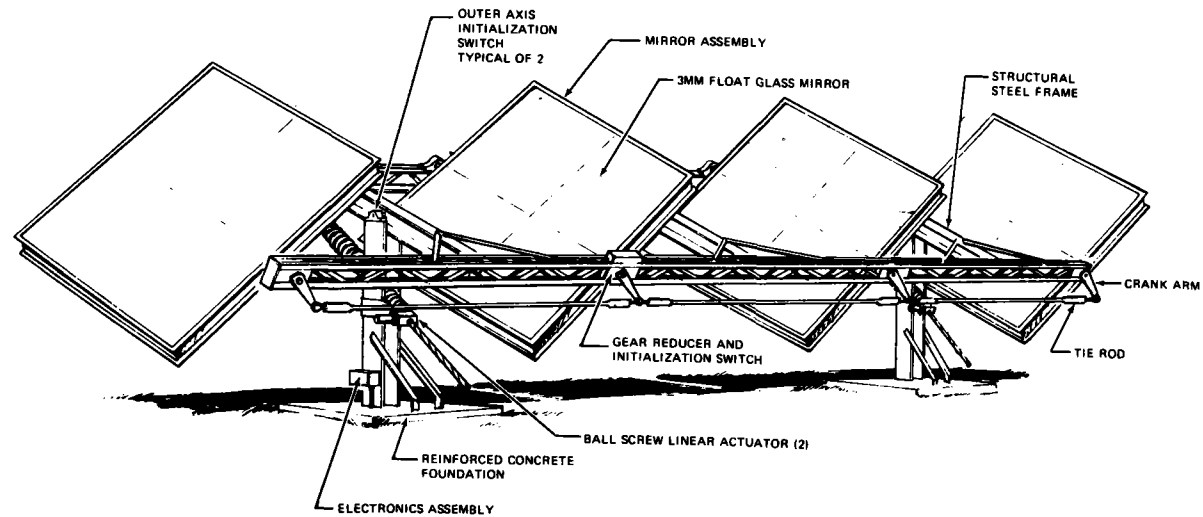 OUTER AXIS
INITIALIZATION
SWITCH
TYPICAL OF 2
MIRROR ASSEMBLY
3MM FLOAT GLASS MIRROR
STRUCTURAL
STEEL FRAME
CRANK ARM
TIE ROD
GEAR REDUCER AND
INITIALIZATION SWITCH
BALL SCREW LINEAR ACTUATOR (2)
REINFORCED CONCRETE
FOUNDATION
ELECTRONICS ASSEMBLY